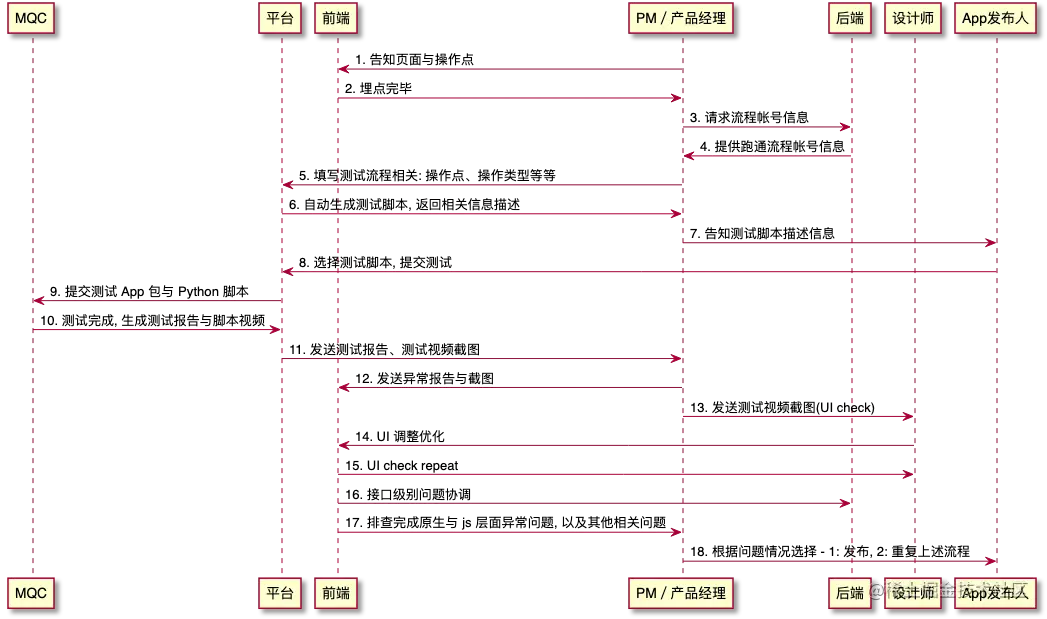 MQC 平台 前端 PM / 产品经理 后端 设计师 App发布人
1. 告知页面与操作点
2. 埋点完毕
3. 请求流程帐号信息
4. 提供跑通流程帐号信息
5. 填写测试流程相关: 操作点、操作类型等等
6. 自动生成测试脚本, 返回相关信息描述
7. 告知测试脚本描述信息
8. 选择测试脚本, 提交测试
9. 提交测试 App 包与 Python 脚本
10. 测试完成, 生成测试报告与脚本视频
11. 发送测试报告、测试视频截图
12. 发送异常报告与截图
13. 发送测试视频截图(UI check)
14. UI 调整优化
15. UI check repeat
16. 接口级别问题协调
17. 排查完成原生与 js 层面异常问题, 以及其他相关问题
18. 根据问题情况选择 - 1: 发布, 2: 重复上述流程
MQC 平台 前端 PM / 产品经理 后端 设计师 App发布人
@稀土掘金技术社区